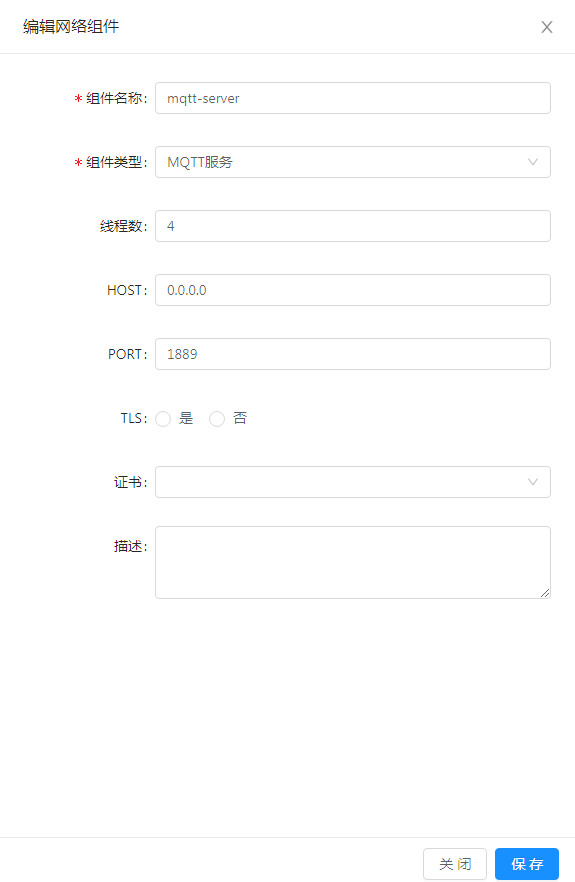 编辑网络组件
* 组件名称: mqtt-server
* 组件类型: MQTT服务
线程数: 4
HOST: 0.0.0.0
PORT: 1889
TLS: 是 否
证书:
描述:
关 闭 保 存